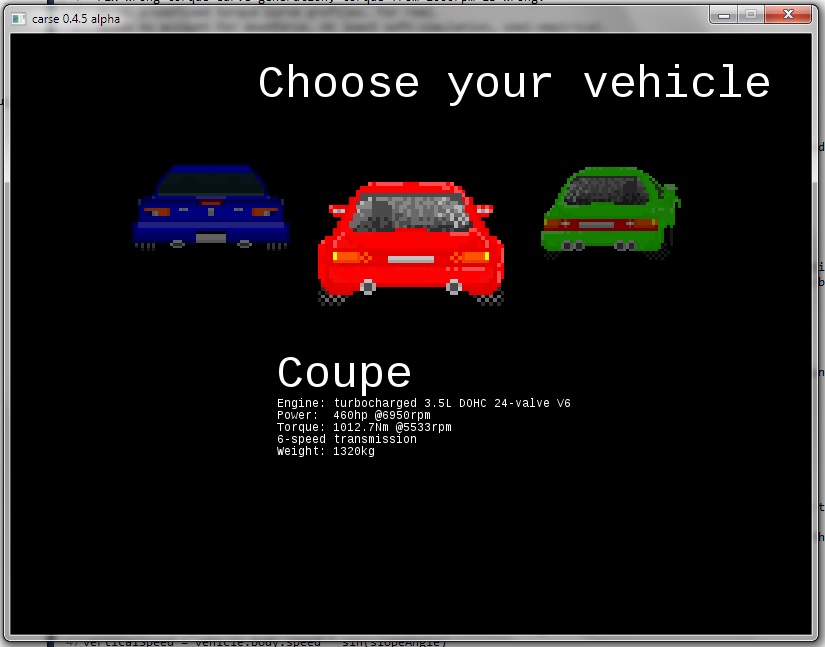 carse 0.4.5 alpha
Choose your vehicle
Coupe
Engine: turbocharged 3.5L DOHC 24-valve V6
Power:  460hp @6950rpm
Torque: 1012.7Nm @5533rpm
6-speed transmission
Weight: 1320kg